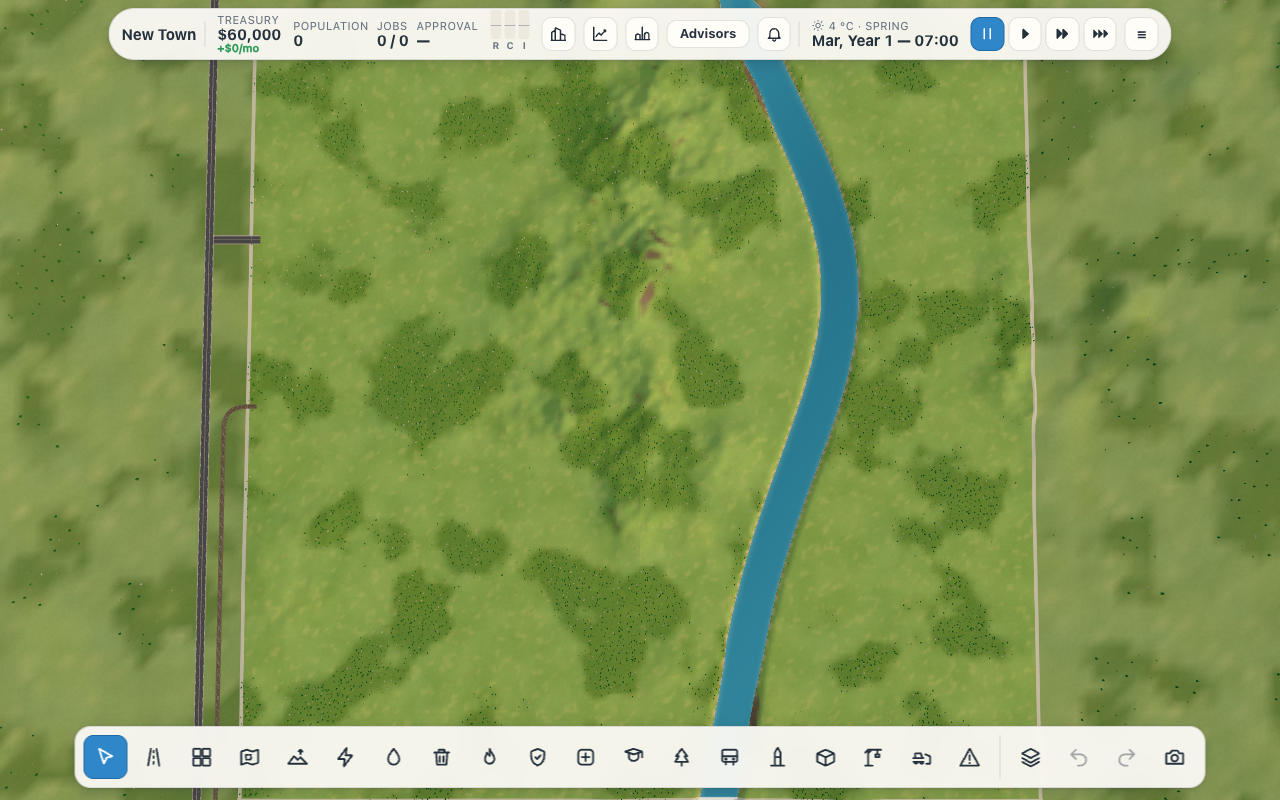 New Town
TREASURY
$60,000
+$0/mo
POPULATION
0
JOBS
0 / 0
APPROVAL
—
R C I
Advisors
4 °C · SPRING
Mar, Year 1 — 07:00